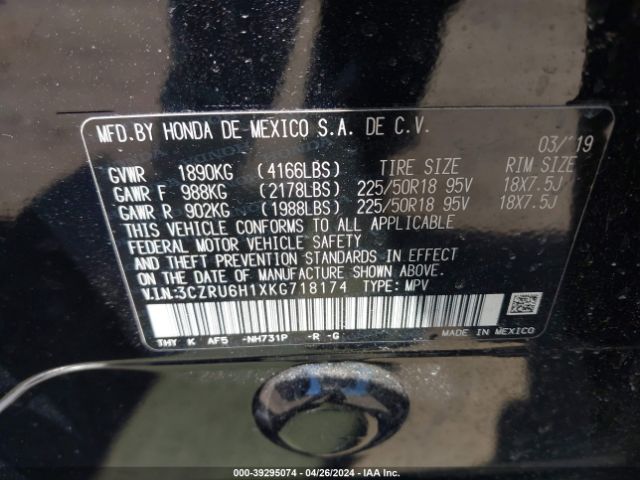 MFD.BY HONDA DE MEXICO S.A. DE C.V.
03/19
GVWR 1890KG (4166LBS) TIRE SIZE RIM SIZE
GAWR F 988KG (2178LBS) 225/50R18 95V 18X7.5J
GAWR R 902KG (1988LBS) 225/50R18 95V 18X7.5J
THIS VEHICLE CONFORMS TO ALL APPLICABLE
FEDERAL MOTOR VEHICLE SAFETY
AND THEFT PREVENTION STANDARDS IN EFFECT
ON THE DATE OF MANUFACTURE SHOWN ABOVE.
V.I.N:3CZRU6H1XKG718174 TYPE: MPV
THY K AF5 -NH731P -R -G MADE IN MEXICO
000-39295074 | 04/26/2024 | IAA Inc.